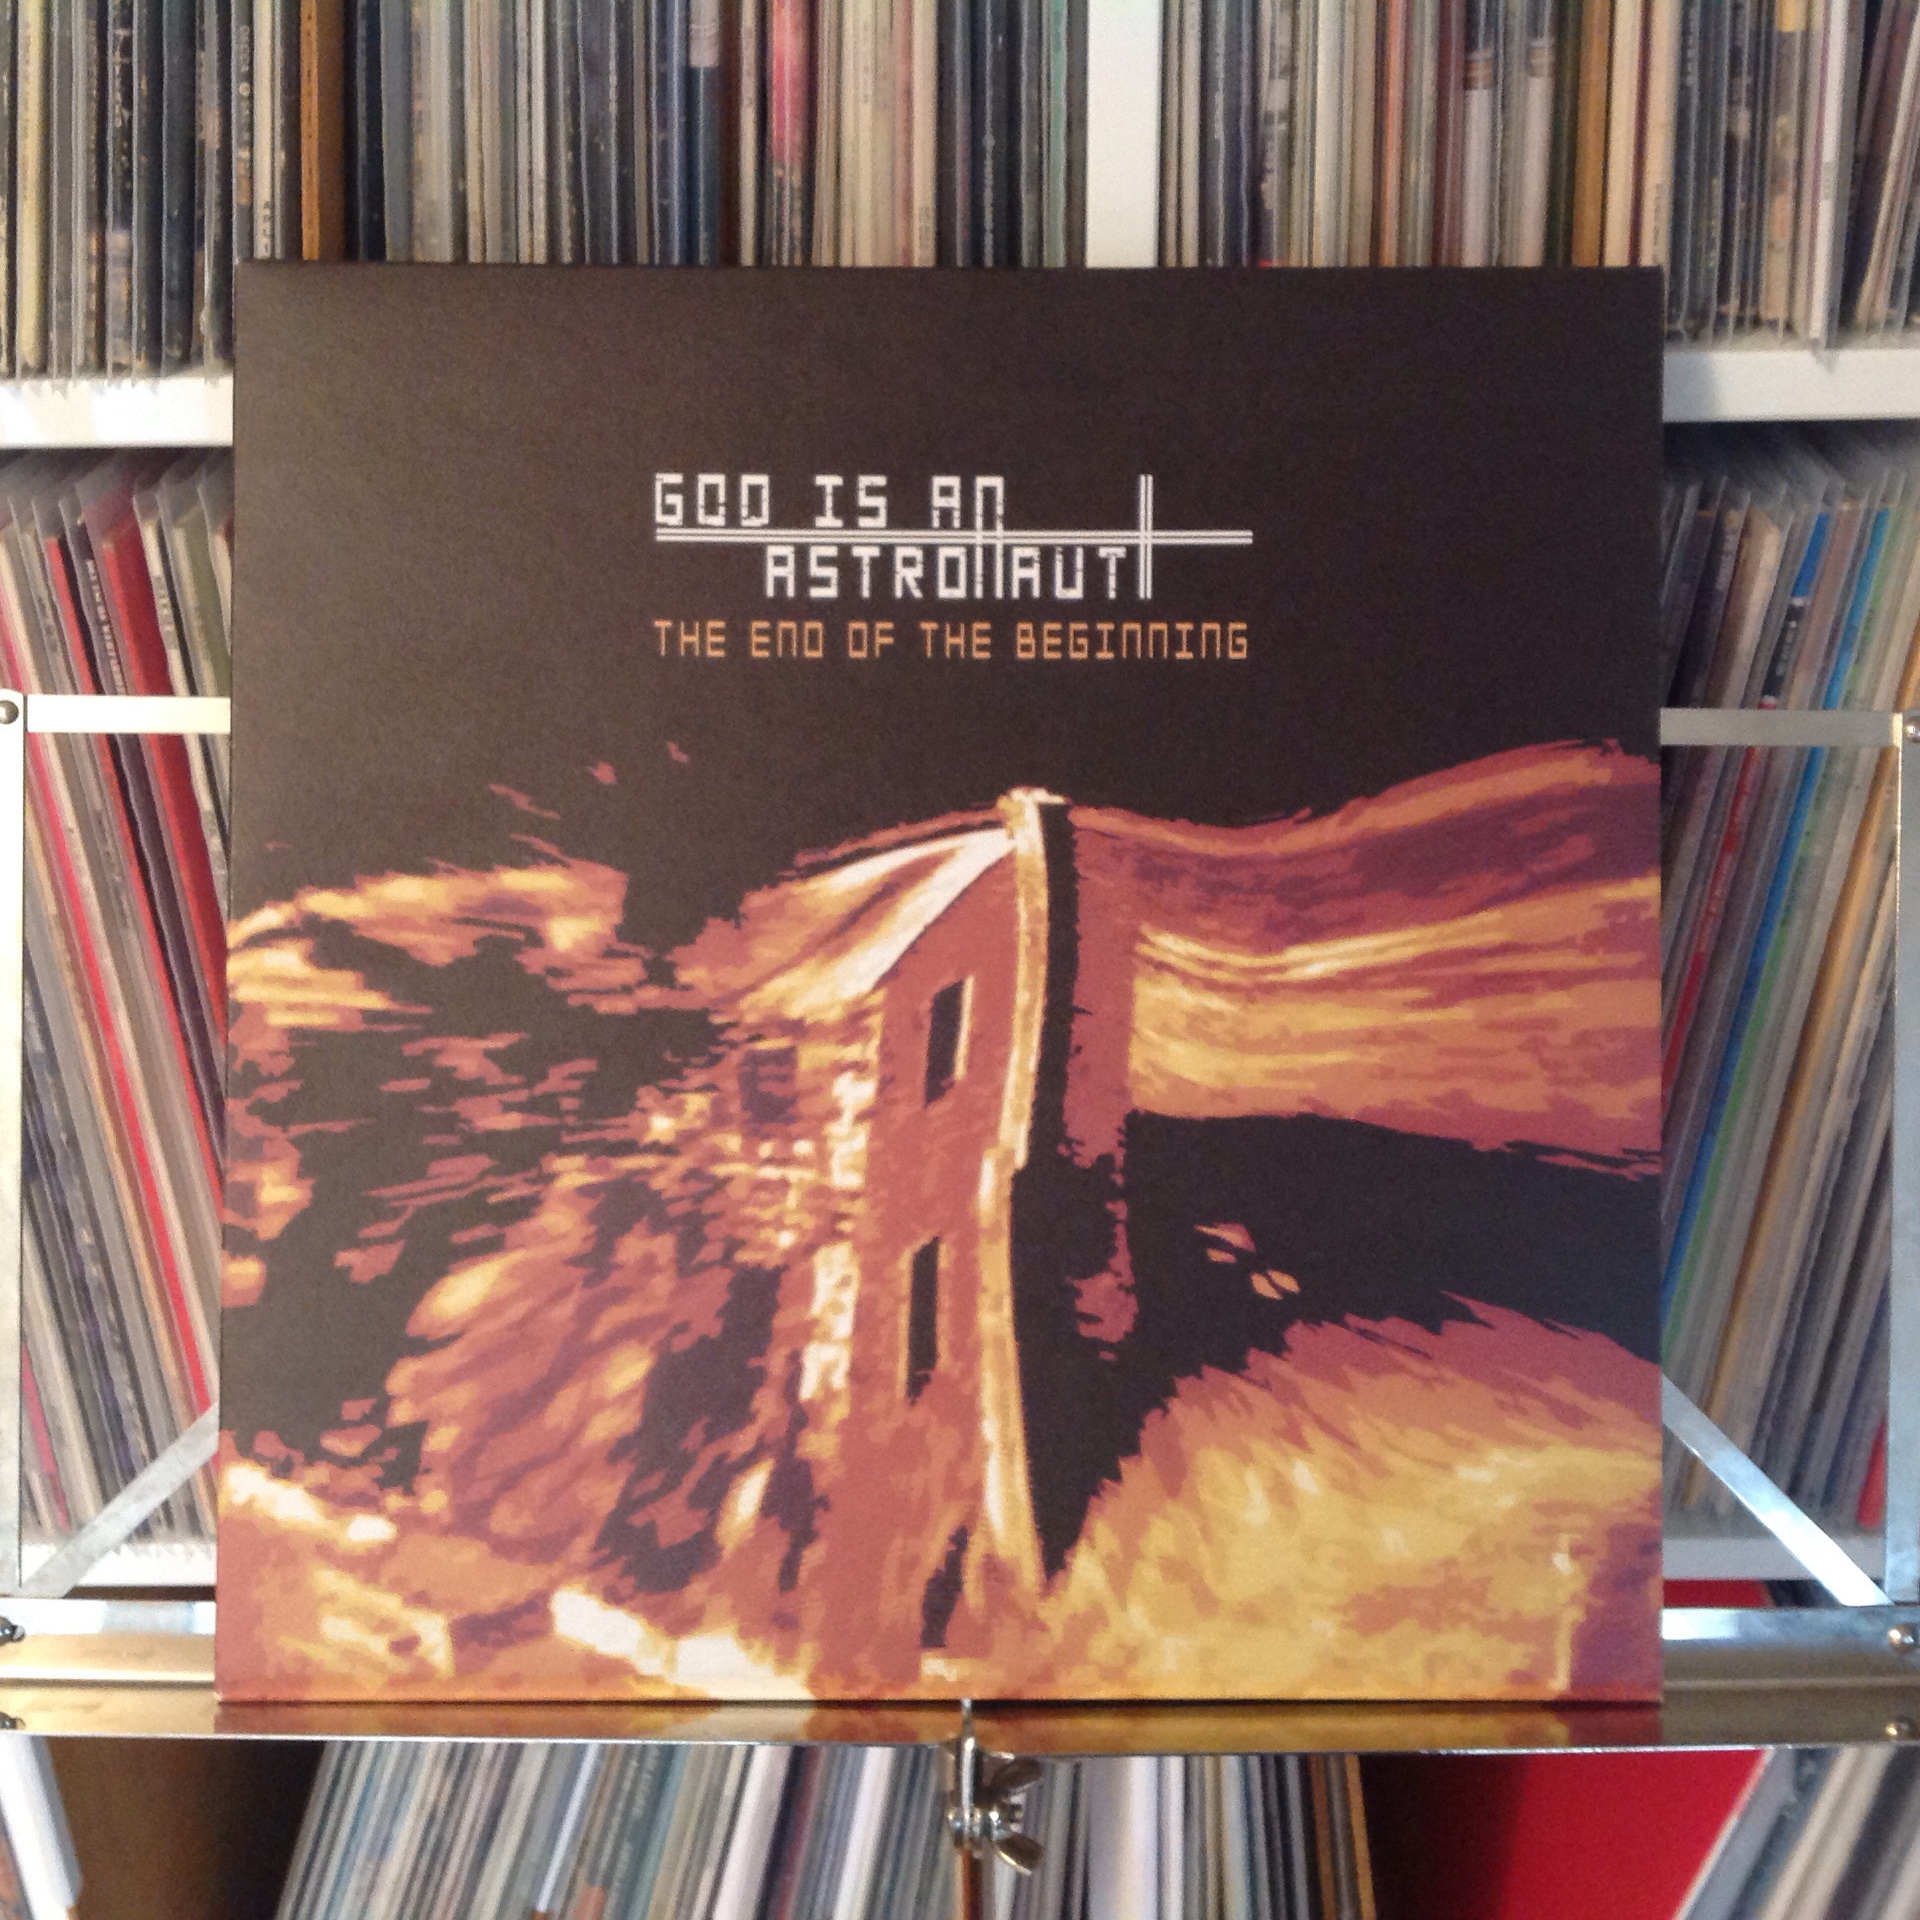 GOD IS AN
ASTRONAUT
THE END OF THE BEGINNING